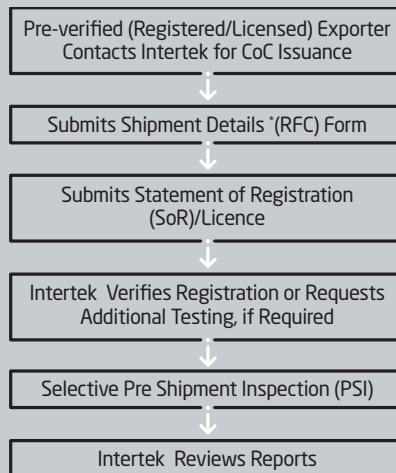 Pre-verified (Registered/Licensed) Exporter
Contacts Intertek for CoC Issuance
Submits Shipment Details *(RFC) Form
Submits Statement of Registration
(SoR)/Licence
Intertek Verifies Registration or Requests
Additional Testing, if Required
Selective Pre Shipment Inspection (PSI)
Intertek Reviews Reports